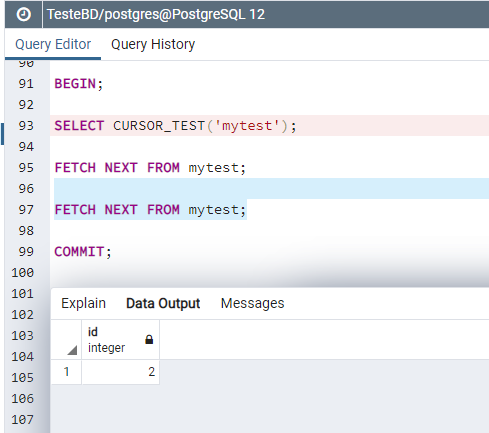 TesteBD/postgres@PostgreSQL 12
Query Editor Query History
90
91 BEGIN;
92
93 SELECT CURSOR_TEST('mytest');
94
95 FETCH NEXT FROM mytest;
96
97 FETCH NEXT FROM mytest;
98
99 COMMIT;
100
101
102
103
104
105
106
107
Explain Data Output Messages
id
integer
1 2